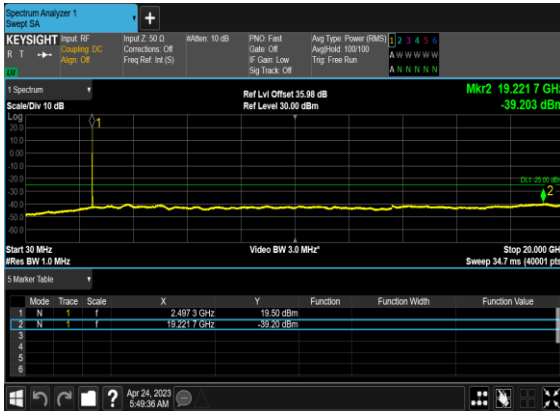 Spectrum Analyzer 1
Swept SA
+
KEYSIGHT
R T
Input: RF
Coupling: DC
Align: Off
Input Z: 50 Ω
Corrections: Off
Freq Ref: Int (S)
#Atten: 10 dB
PNO: Fast
Gate: Off
IF Gain: Low
Sig Track: Off
Avg Type: Power (RMS)
Avg|Hold: 100/100
Trig: Free Run
1 2 3 4 5 6
A W W W W W
A N N N N N
1 Spectrum
Scale/Div 10 dB
Ref Lvl Offset 35.98 dB
Ref Level 30.00 dBm
Mkr2 19.221 7 GHz
-39.203 dBm
Log
20.0
10.0
0.00
-10.0
-20.0
-30.0
-40.0
-50.0
-60.0
1
DL1 -25.00 dBm
2
Start 30 MHz
#Res BW 1.0 MHz
Video BW 3.0 MHz*
Stop 20.000 GH
Sweep 34.7 ms (40001 pts
5 Marker Table
Mode Trace Scale X Y Function Function Width Function Value
1 N 1 f 2.497 3 GHz 19.50 dBm
2 N 1 f 19.221 7 GHz -39.20 dBm
3
4
5
6
?
Apr 24, 2023
5:49:36 AM